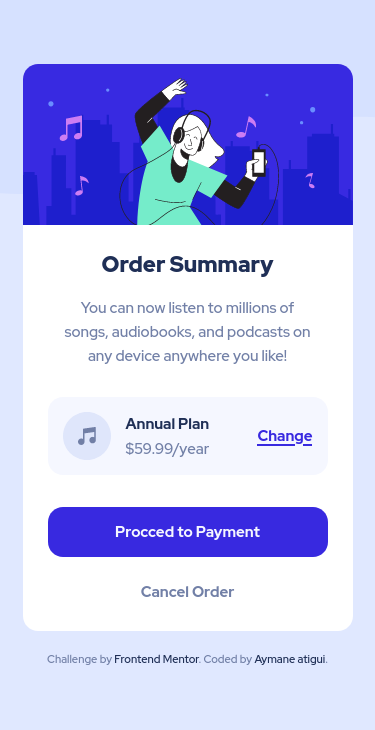 Order Summary
You can now listen to millions of
songs, audiobooks, and podcasts on
any device anywhere you like!
Annual Plan
$59.99/year
Change
Procced to Payment
Cancel Order
Challenge by Frontend Mentor. Coded by Aymane atigui.